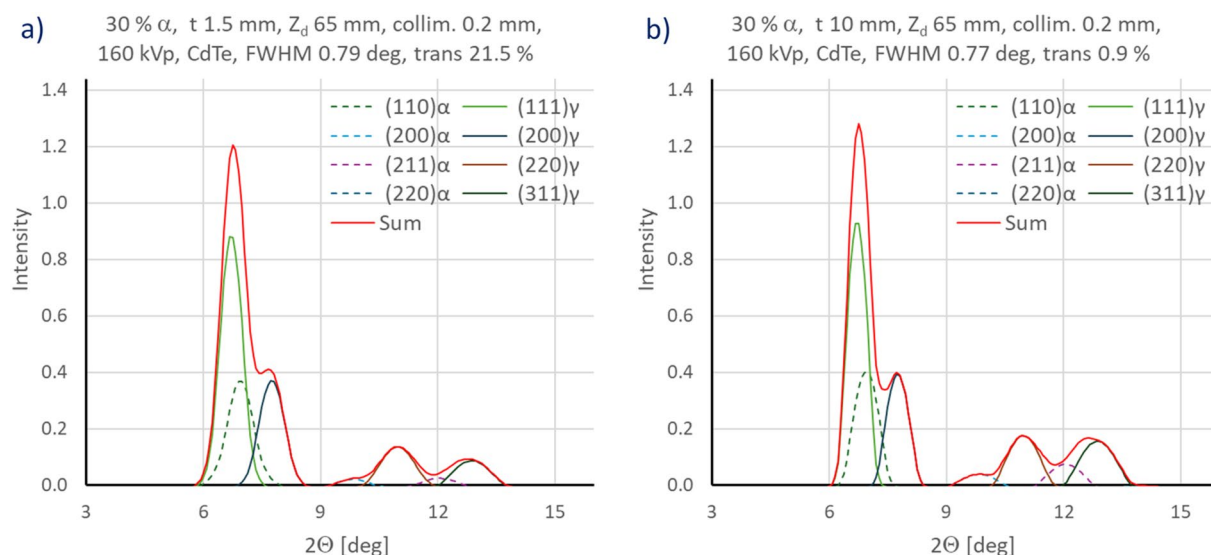 a)
30 % α, t 1.5 mm, Zd 65 mm, collim. 0.2 mm,
160 kVp, CdTe, FWHM 0.79 deg, trans 21.5 %
1.4
1.2
1.0
0.8
0.6
0.4
0.2
0.0
Intensity
(110)α (111)γ
(200)α (200)γ
(211)α (220)γ
(220)α (311)γ
Sum
3 6 9 12 15
2Θ [deg]
b)
30 % α, t 10 mm, Zd 65 mm, collim. 0.2 mm,
160 kVp, CdTe, FWHM 0.77 deg, trans 0.9 %
1.4
1.2
1.0
0.8
0.6
0.4
0.2
0.0
Intensity
(110)α (111)γ
(200)α (200)γ
(211)α (220)γ
(220)α (311)γ
Sum
3 6 9 12 15
2Θ [deg]